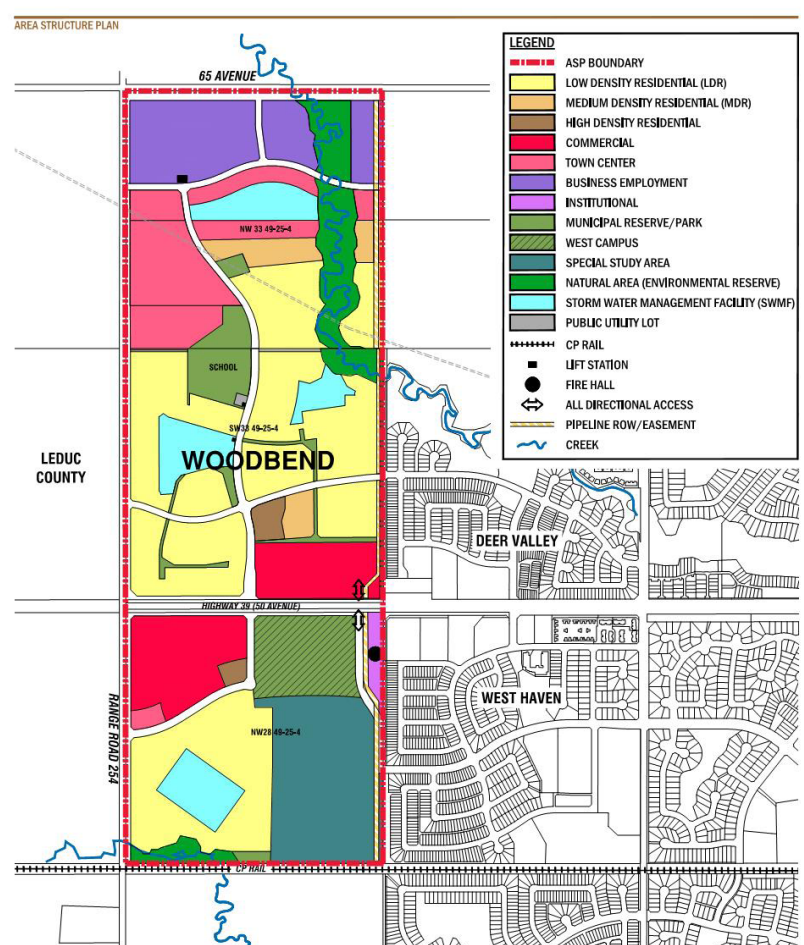 AREA STRUCTURE PLAN
65 AVENUE
LEGEND
ASP BOUNDARY
LOW DENSITY RESIDENTIAL (LDR)
MEDIUM DENSITY RESIDENTIAL (MDR)
HIGH DENSITY RESIDENTIAL
COMMERCIAL
TOWN CENTER
BUSINESS EMPLOYMENT
INSTITUTIONAL
MUNICIPAL RESERVE/PARK
WEST CAMPUS
SPECIAL STUDY AREA
NATURAL AREA (ENVIRONMENTAL RESERVE)
STORM WATER MANAGEMENT FACILITY (SWMF)
PUBLIC UTILITY LOT
CP RAIL
LIFT STATION
FIRE HALL
ALL DIRECTIONAL ACCESS
PIPELINE ROW/EASEMENT
CREEK
NW 33 49-25-4
SCHOOL
SW33 49-25-4
WOODBEND
LEDUC
COUNTY
DEER VALLEY
HIGHWAY 39 (50 AVENUE)
RANGE ROAD 254
WEST HAVEN
NW28 49-25-4
CP RAIL